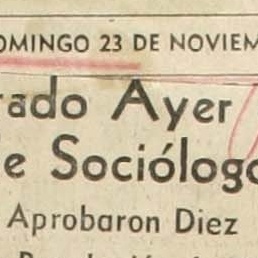 OMINGO 23 DE NOVIEM
rado Ayer
e Sociólogo
Aprobaron Diez